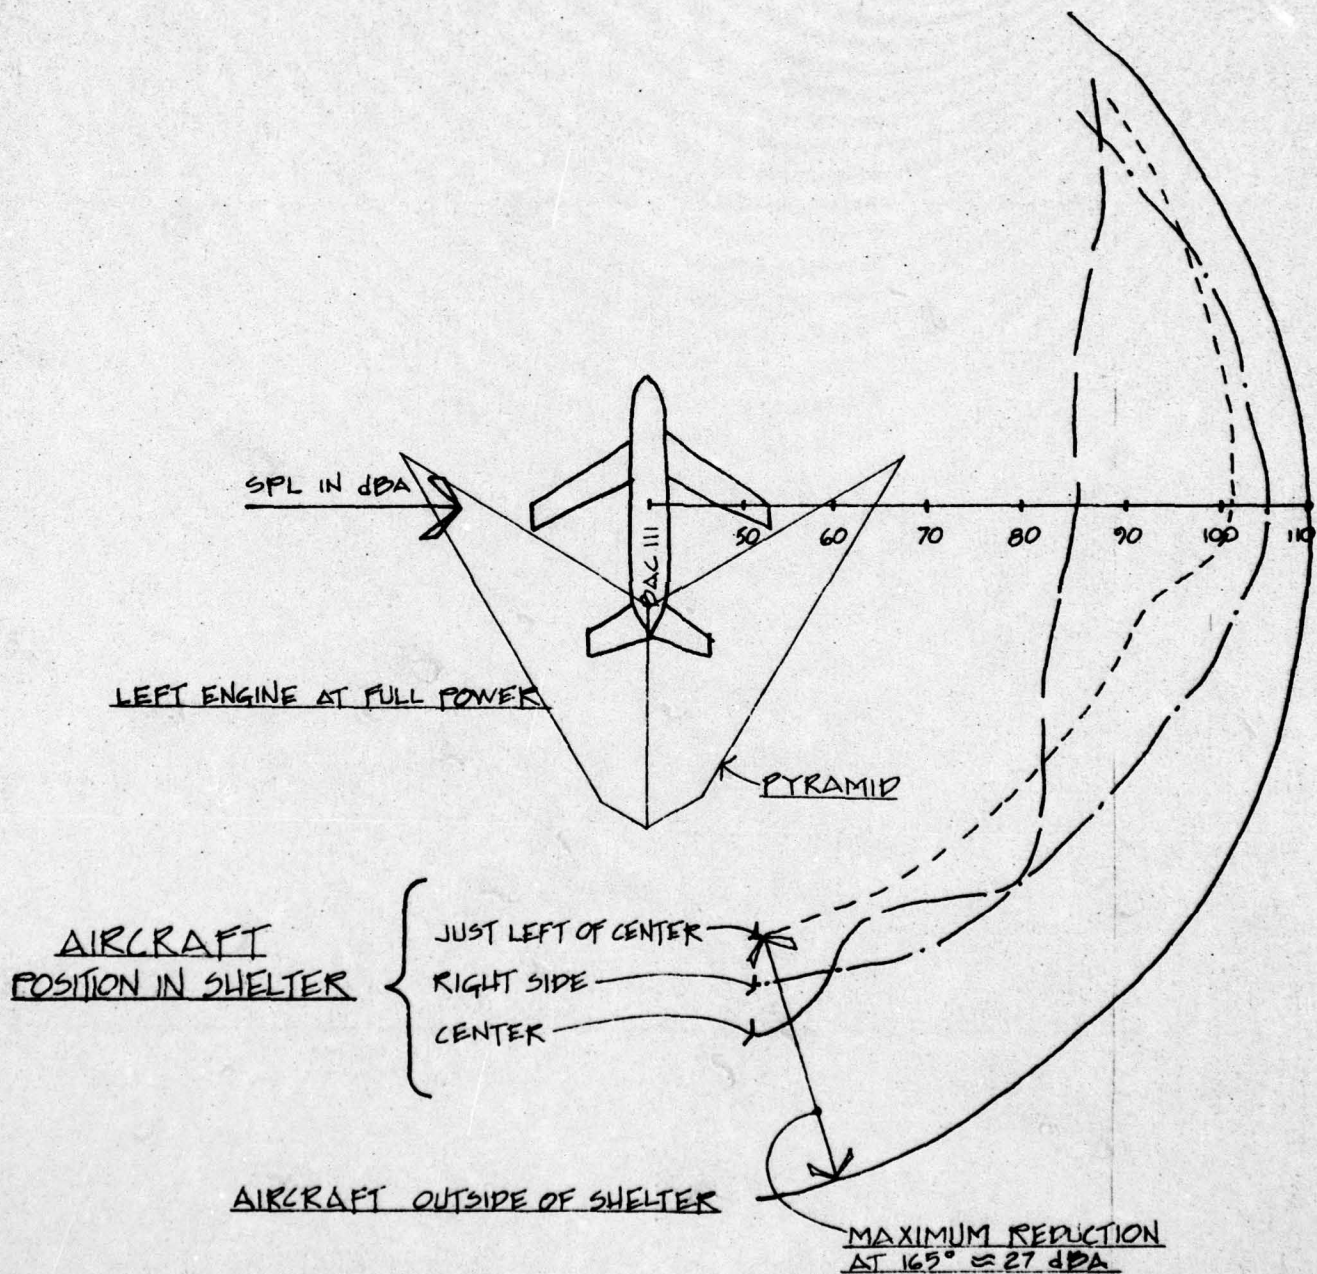 SPL IN dBA
50 60 70 80 90 100 110
BAC 111
LEFT ENGINE AT FULL POWER
PYRAMID
AIRCRAFT
POSITION IN SHELTER
JUST LEFT OF CENTER
RIGHT SIDE
CENTER
AIRCRAFT OUTSIDE OF SHELTER
MAXIMUM REDUCTION
AT 165° ≈ 27 dBA